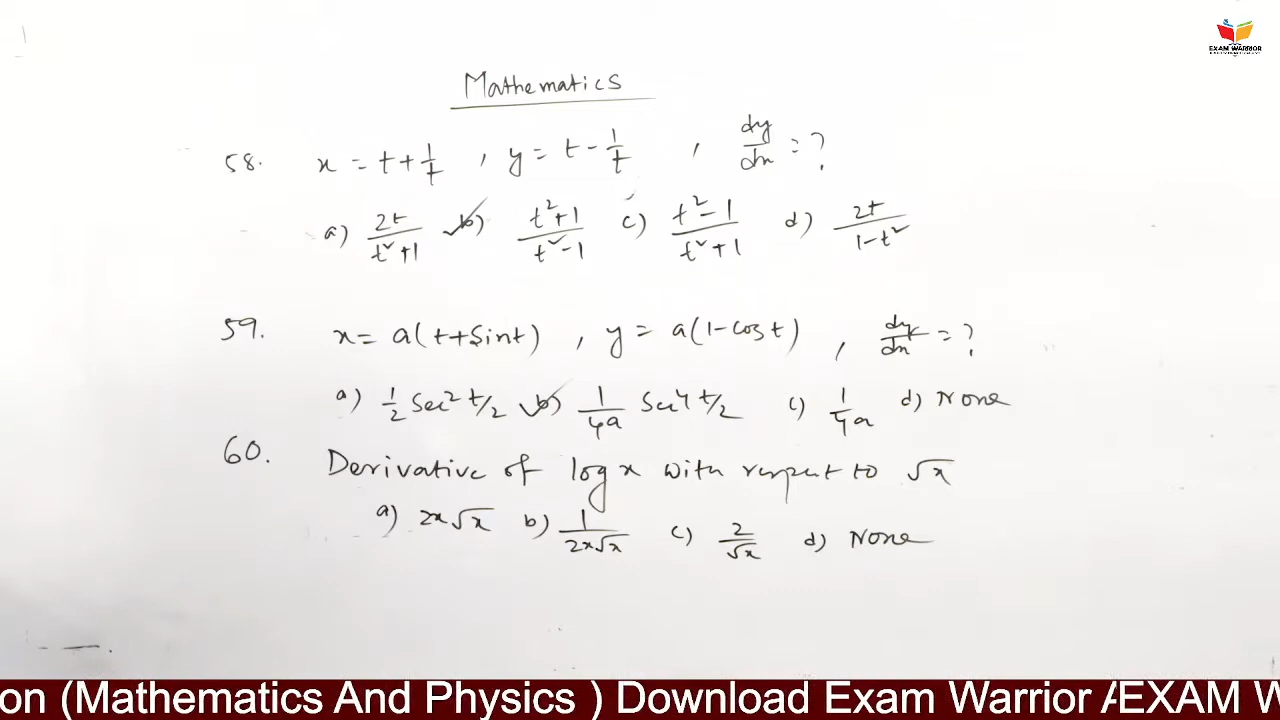 EXAM WARRIOR
Mathematics
58. x = t + 1/t , y = t - 1/t , dy/dx = ?
a) 2t/t²+1 b) t²+1/t²-1 c) t²-1/t²+1 d) 2t/1-t²
59. x = a(t+Sint) , y = a(1-Cost) , dy/dx = ?
a) 1/2 Sec² t/2 b) 1/4a Sec⁴ t/2 c) 1/4a d) None
60. Derivative of log x with respect to √x
a) 2x√x b) 1/2x√x c) 2/√x d) None
on (Mathematics And Physics ) Download Exam Warrior EXAM W